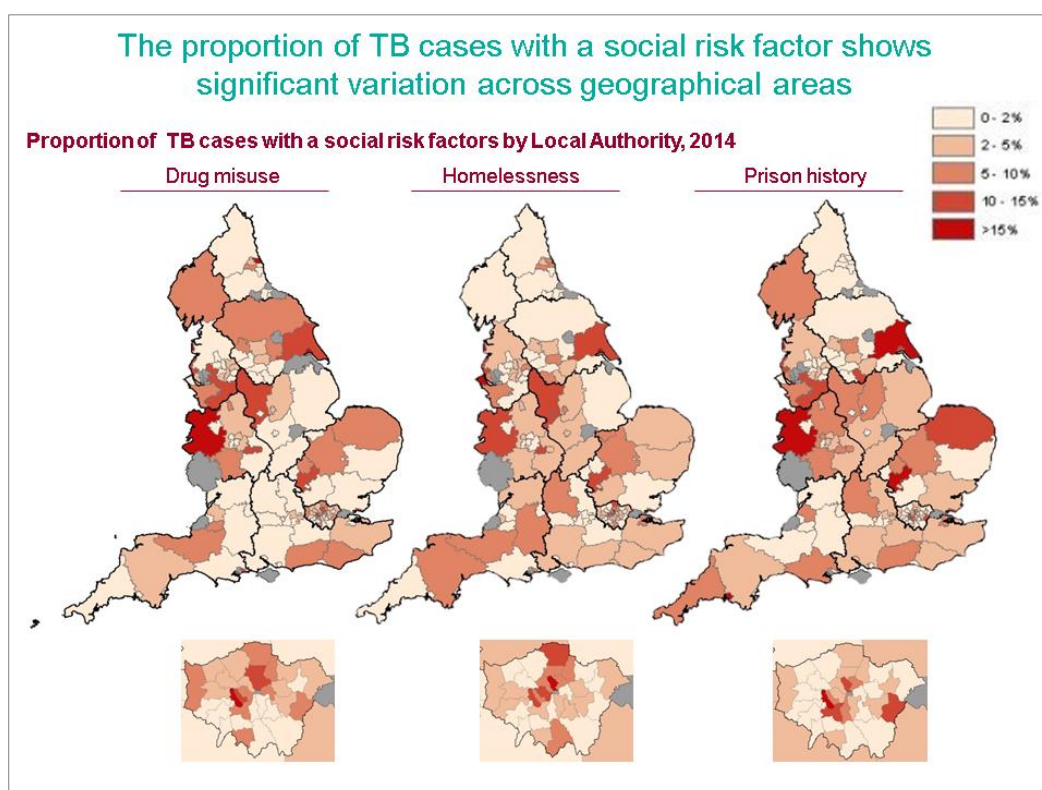 The proportion of TB cases with a social risk factor shows
significant variation across geographical areas
Proportion of TB cases with a social risk factors by Local Authority, 2014
Drug misuse
Homelessness
Prison history
0 - 2%
2 - 5%
5 - 10%
10 - 15%
>15%